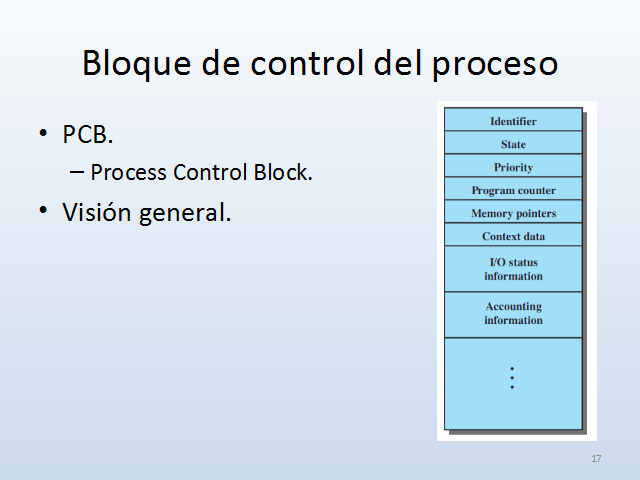 Bloque de control del proceso
• PCB.
– Process Control Block.
• Visión general.
Identifier
State
Priority
Program counter
Memory pointers
Context data
I/O status
information
Accounting
information
17